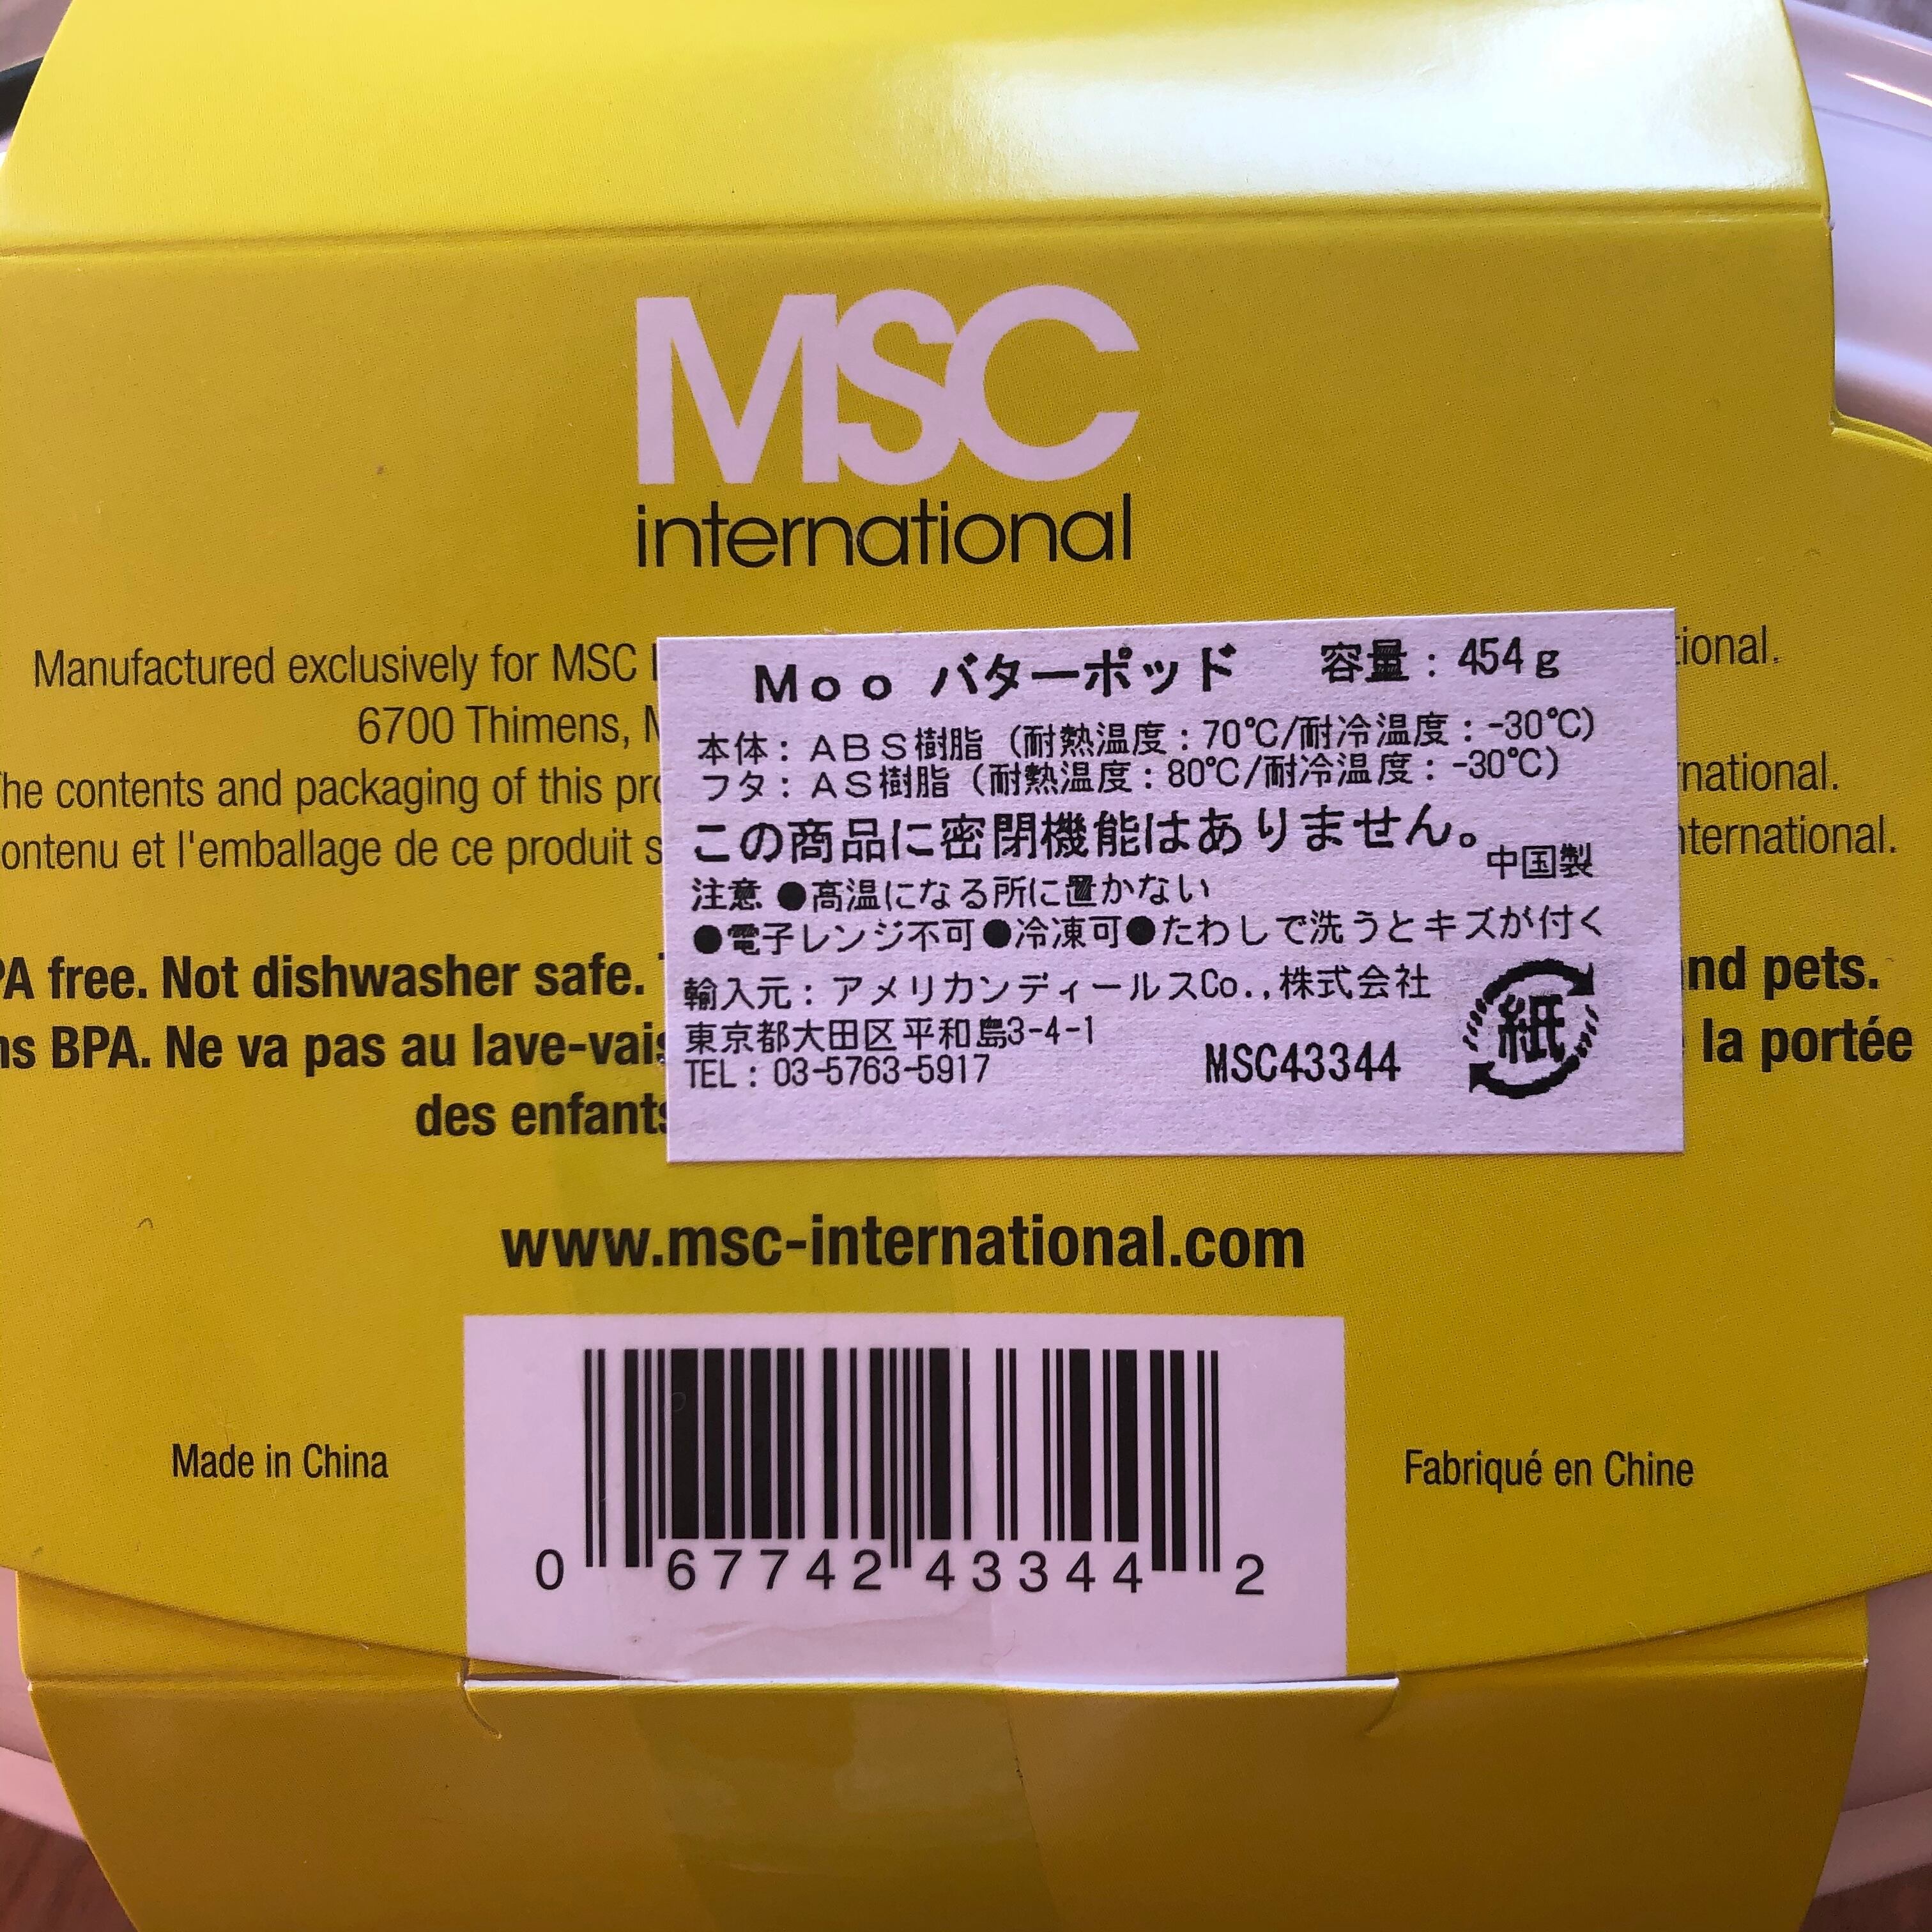 MSC
international
Manufactured exclusively for MSC
ional.
6700 Thimens,
he contents and packaging of this pro
rnational.
ontenu et l'emballage de ce produit s
nternational.
Moo バターポッド 容量：454g
本体：ABS樹脂（耐熱温度：70℃/耐冷温度：-30℃）
フタ：AS樹脂（耐熱温度：80℃/耐冷温度：-30℃）
この商品に密閉機能はありません。
中国製
注意 ●高温になる所に置かない
●電子レンジ不可●冷凍可●たわしで洗うとキズが付く
輸入元：アメリカンディールスCo.,株式会社
東京都大田区平和島3-4-1
TEL：03-5763-5917
MSC43344
紙
PA free. Not dishwasher safe.
nd pets.
ns BPA. Ne va pas au lave-vais
la portée
des enfants
www.msc-international.com
Made in China
Fabriqué en Chine
0 67742 43344 2